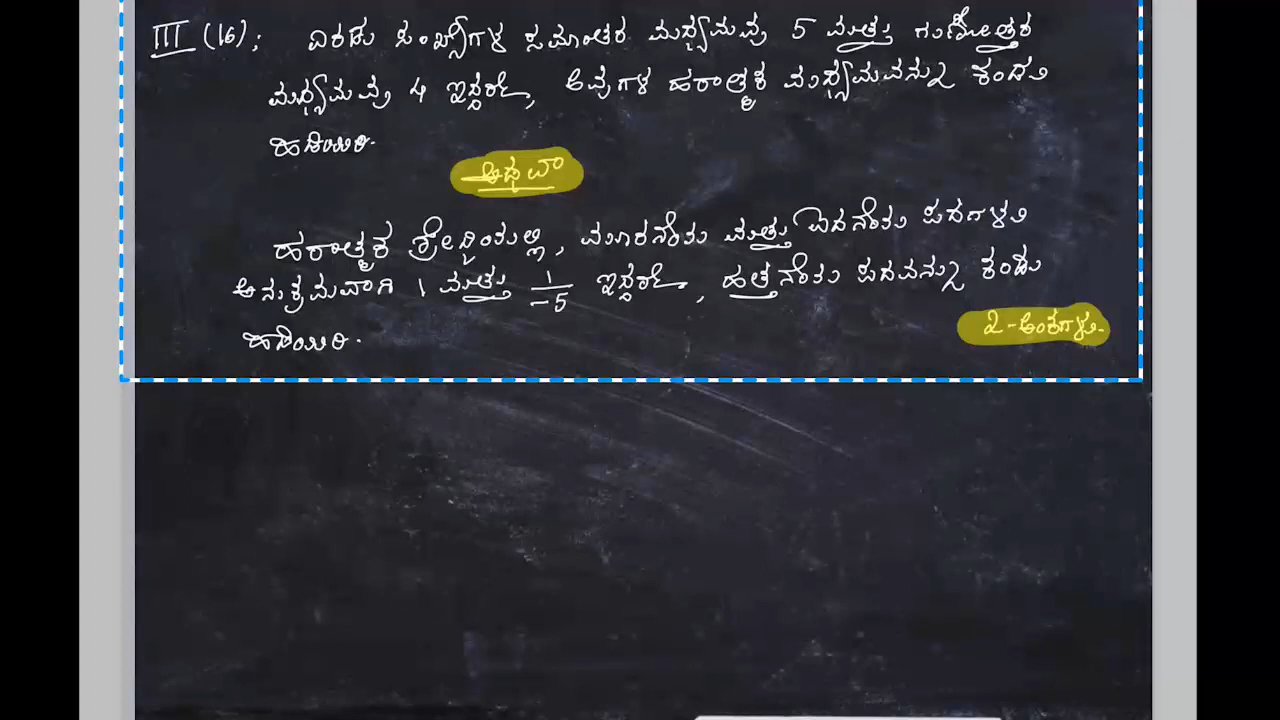 III (16): ಎರಡು ಸಂಖ್ಯೆಗಳ ಸಮಾಂತರ ಮಧ್ಯಮವು 5 ಮತ್ತು ಗುಣೋತ್ತರ
ಮಧ್ಯಮವು 4 ಇದ್ದರೆ, ಅವುಗಳ ಹರಾತ್ಮಕ ಮಧ್ಯಮವನ್ನು ಕಂಡು
ಹಿಡಿಯಿರಿ.
ಅಥವಾ
ಹರಾತ್ಮಕ ಶ್ರೇಢಿಯಲ್ಲಿ, ಮೂರನೆಯ ಮತ್ತು ಐದನೆಯ ಪದಗಳು
ಅನುಕ್ರಮವಾಗಿ 1 ಮತ್ತು 1/-5 ಇದ್ದರೆ, ಹತ್ತನೆಯ ಪದವನ್ನು ಕಂಡು
ಹಿಡಿಯಿರಿ.
2-ಅಂಕಗಳು.